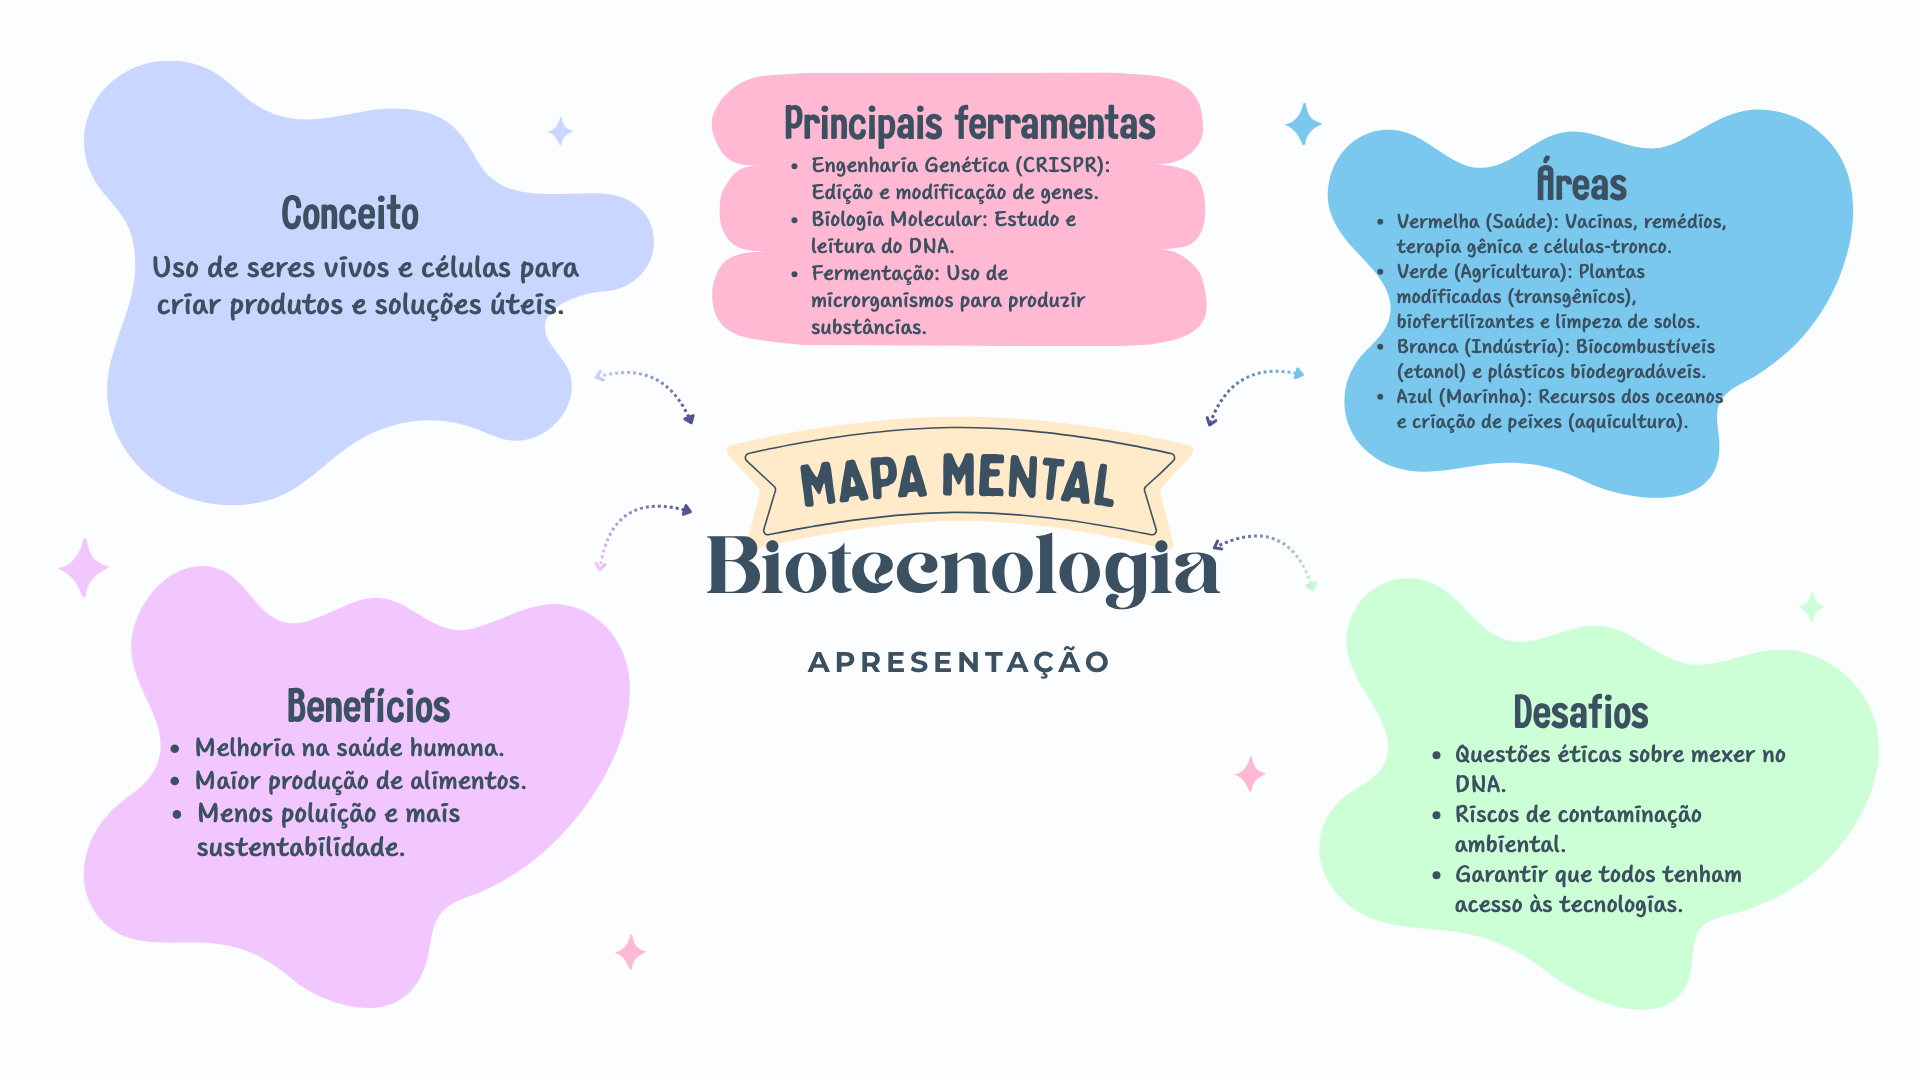 Conceito
Uso de seres vivos e células para
criar produtos e soluções úteis.
Principais ferramentas
• Engenharia Genética (CRISPR):
Edição e modificação de genes.
• Biologia Molecular: Estudo e
leitura do DNA.
• Fermentação: Uso de
microrganismos para produzir
substâncias.
Áreas
• Vermelha (Saúde): Vacinas, remédios,
terapia gênica e células-tronco.
• Verde (Agricultura): Plantas
modificadas (transgênicos),
biofertilizantes e limpeza de solos.
• Branca (Indústria): Biocombustíveis
(etanol) e plásticos biodegradáveis.
• Azul (Marinha): Recursos dos oceanos
e criação de peixes (aquicultura).
MAPA MENTAL
Biotecnologia
APRESENTAÇÃO
Benefícios
• Melhoria na saúde humana.
• Maior produção de alimentos.
• Menos poluição e mais
sustentabilidade.
Desafios
• Questões éticas sobre mexer no
DNA.
• Riscos de contaminação
ambiental.
• Garantir que todos tenham
acesso às tecnologias.